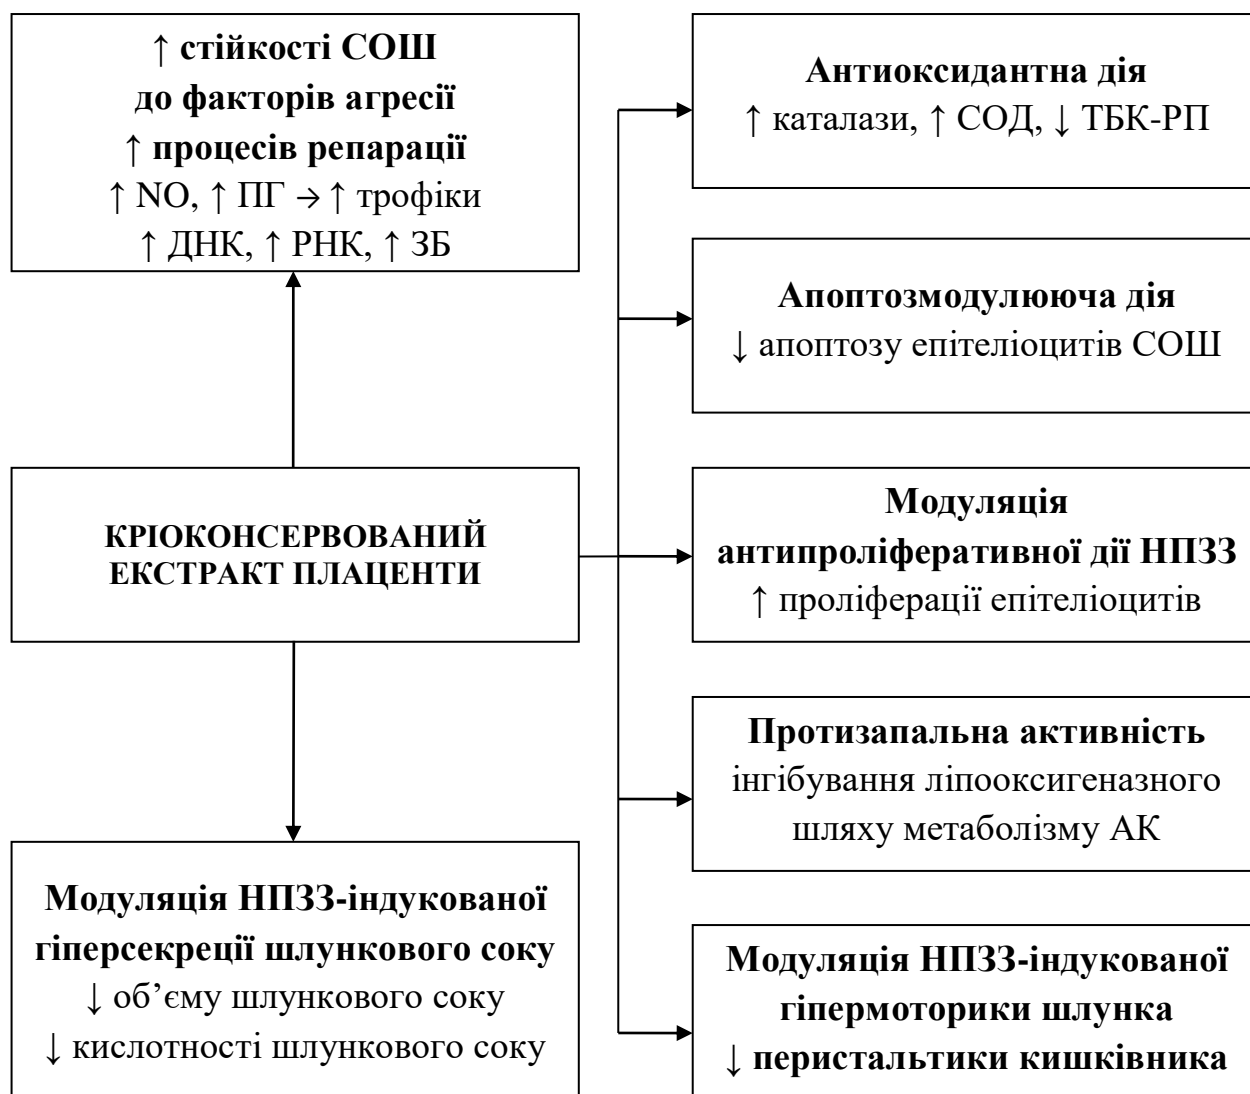 ↑ стійкості СОШ
до факторів агресії
↑ процесів репарації
↑ NO, ↑ ПГ → ↑ трофіки
↑ ДНК, ↑ РНК, ↑ ЗБ
КРІОКОНСЕРВОВАНИЙ
ЕКСТРАКТ ПЛАЦЕНТИ
Модуляція НПЗЗ-індукованої
гіперсекреції шлункового соку
↓ об’єму шлункового соку
↓ кислотності шлункового соку
Антиоксидантна дія
↑ каталази, ↑ СОД, ↓ ТБК-РП
Апоптозмодулююча дія
↓ апоптозу епітеліоцитів СОШ
Модуляція
антипроліферативної дії НПЗЗ
↑ проліферації епітеліоцитів
Протизапальна активність
інгібування ліпооксигеназного
шляху метаболізму АК
Модуляція НПЗЗ-індукованої
гіпермоторики шлунка
↓ перистальтики кишківника